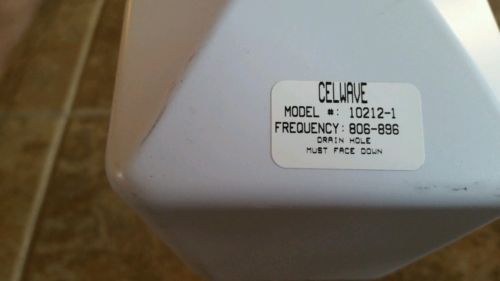 CELWAVE
MODEL #: 10212-1
FREQUENCY: 806-896
DRAIN HOLE
MUST FACE DOWN